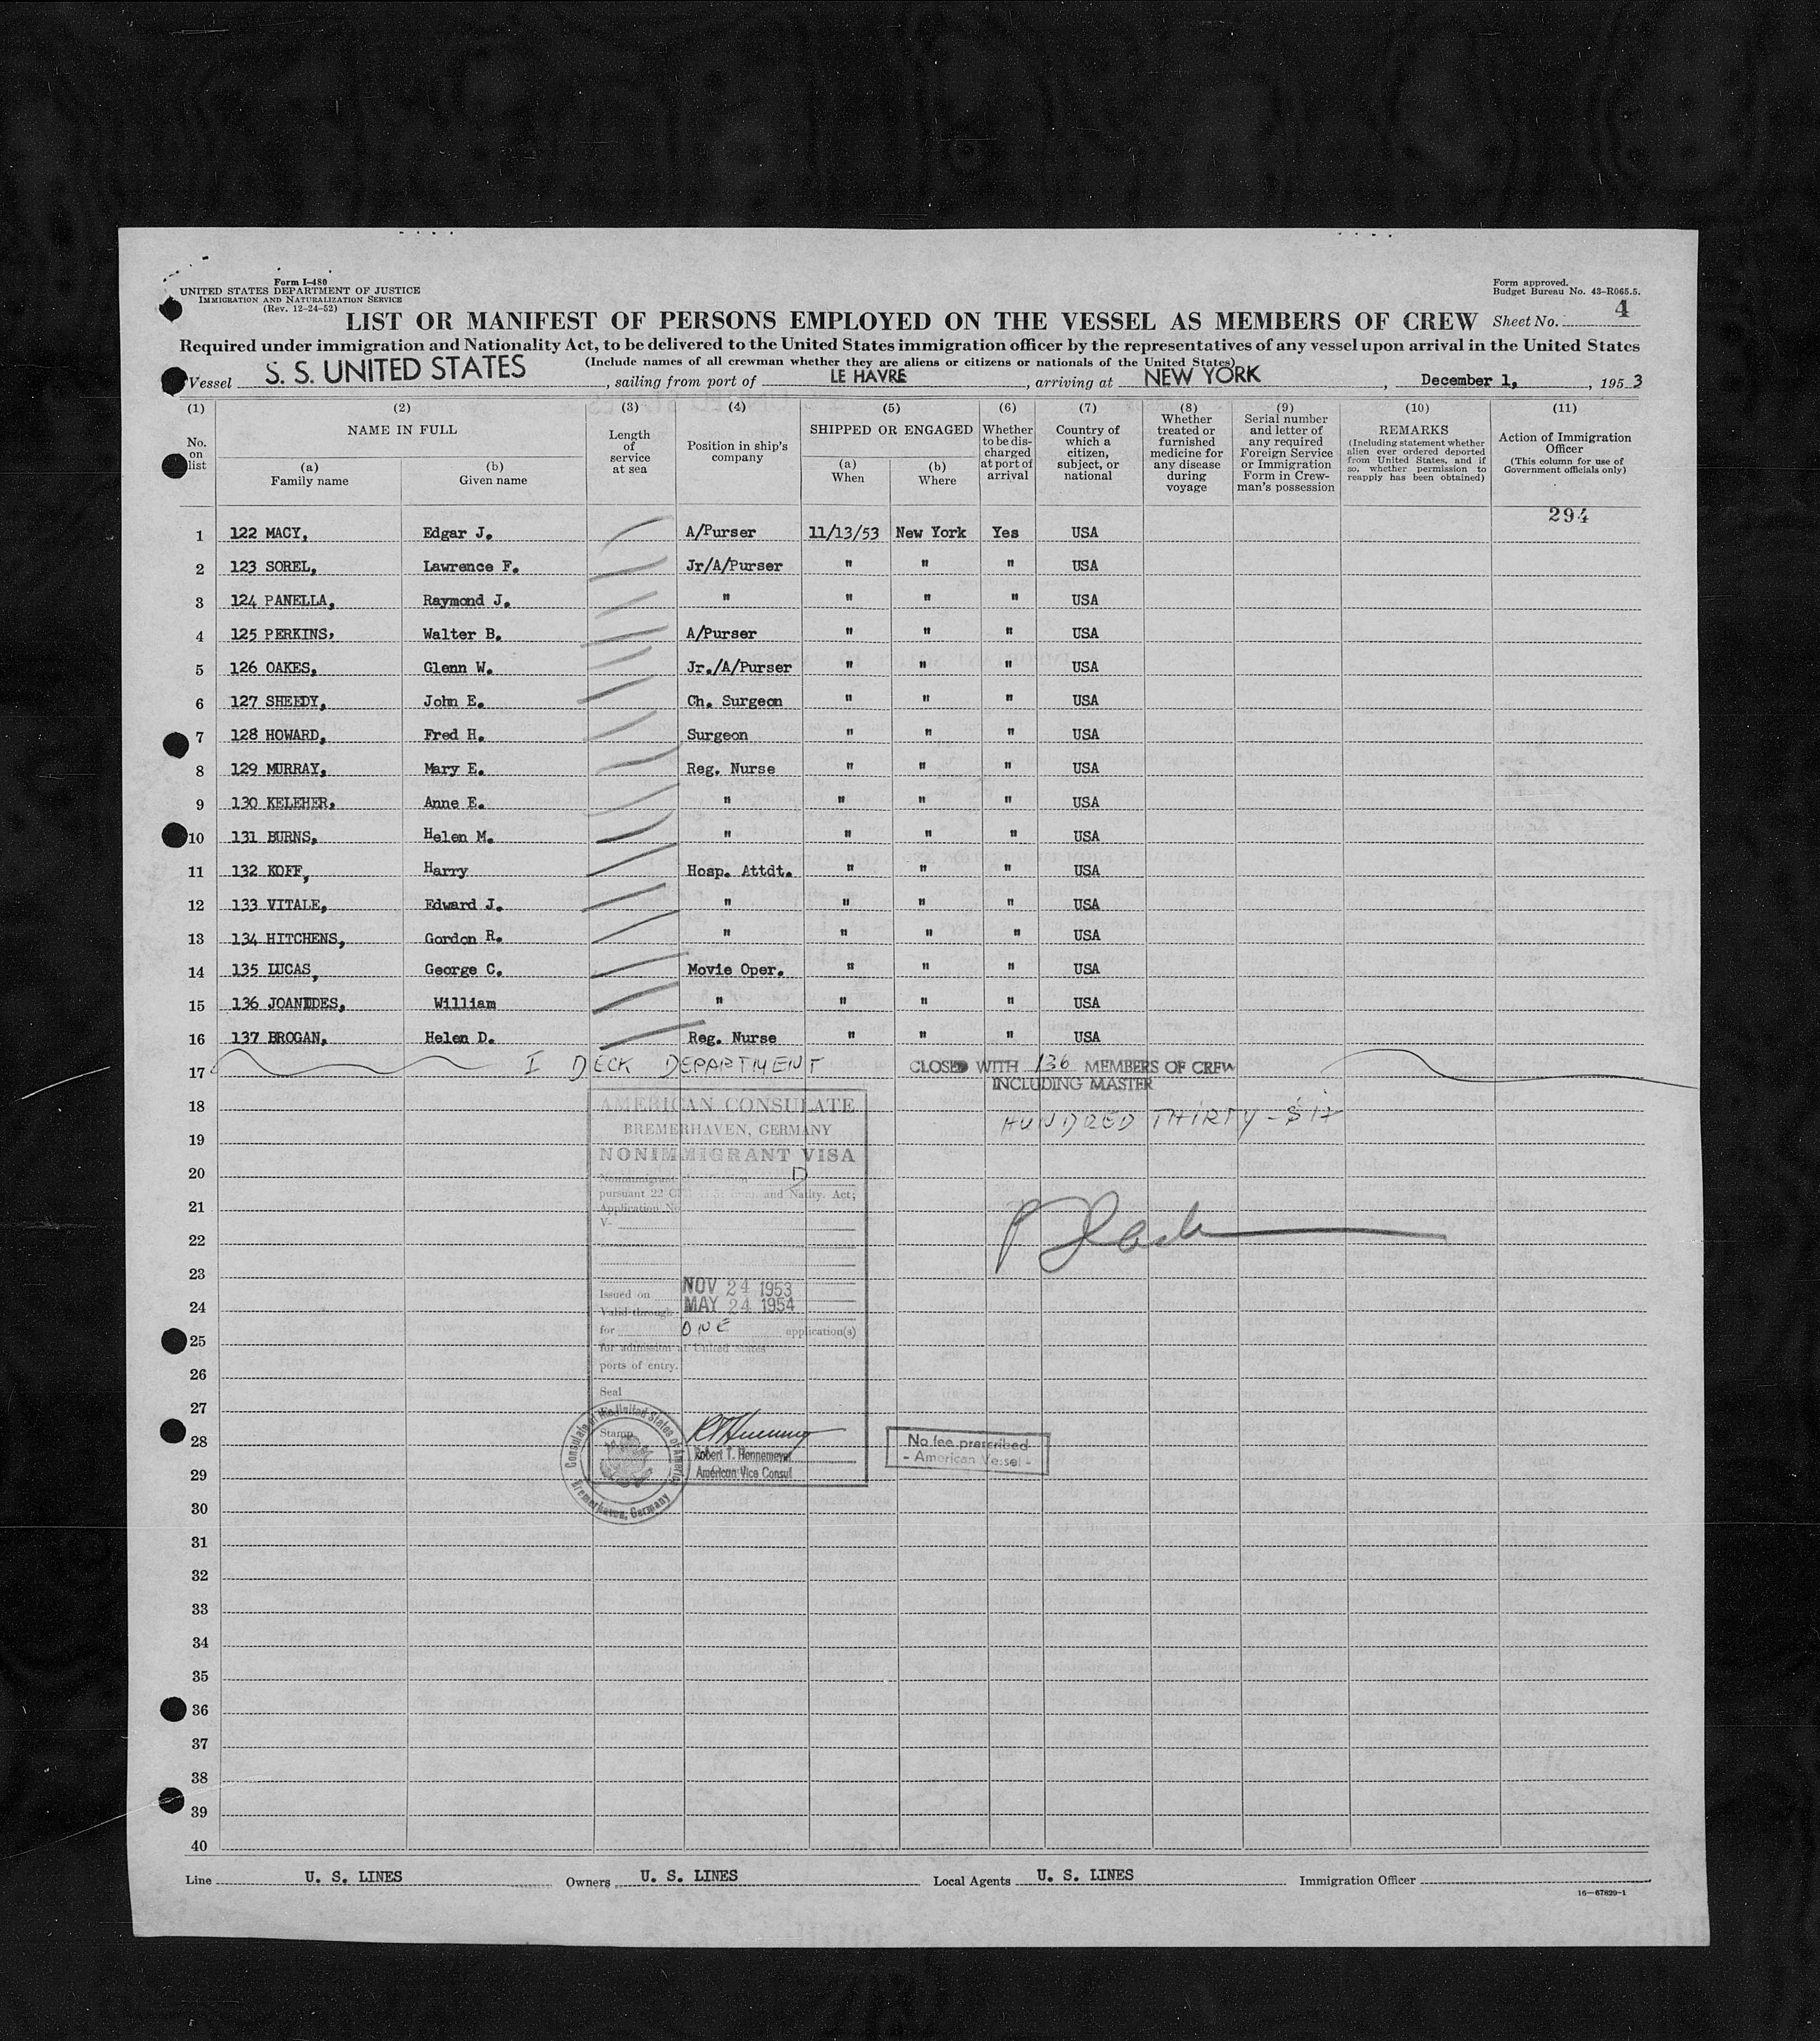 Form I-480
UNITED STATES DEPARTMENT OF JUSTICE
IMMIGRATION AND NATURALIZATION SERVICE
(Rev. 12-24-52)
Form approved.
Budget Bureau No. 43-R065.5.
LIST OR MANIFEST OF PERSONS EMPLOYED ON THE VESSEL AS MEMBERS OF CREW Sheet No. 4
Required under immigration and Nationality Act, to be delivered to the United States immigration officer by the representatives of any vessel upon arrival in the United States
(Include names of all crewman whether they are aliens or citizens or nationals of the United States)
Vessel S. S. UNITED STATES, sailing from port of LE HAVRE, arriving at NEW YORK, December 1, 1953
(1) No. on list
(2) NAME IN FULL (a) Family name (b) Given name
(3) Length of service at sea
(4) Position in ship's company
(5) SHIPPED OR ENGAGED (a) When (b) Where
(6) Whether to be discharged at port of arrival
(7) Country of which a citizen, subject, or national
(8) Whether treated or furnished medicine for any disease during voyage
(9) Serial number and letter of any required Foreign Service or Immigration Form in Crewman's possession
(10) REMARKS (Including statement whether alien ever ordered deported from United States, and if so, whether permission to reapply has been obtained)
(11) Action of Immigration Officer (This column for use of Government officials only)
294
1 122 MACY, Edgar J. A/Purser 11/13/53 New York Yes USA
2 123 SOREL, Lawrence F. Jr/A/Purser " " " USA
3 124 PANELLA, Raymond J. " " " " USA
4 125 PERKINS, Walter B. A/Purser " " " USA
5 126 OAKES, Glenn W. Jr./A/Purser " " " USA
6 127 SHEEDY, John E. Ch. Surgeon " " " USA
7 128 HOWARD, Fred H. Surgeon " " " USA
8 129 MURRAY, Mary E. Reg. Nurse " " " USA
9 130 KELEHER, Anne E. " " " " USA
10 131 BURNS, Helen M. " " " " USA
11 132 KOFF, Harry Hosp. Attdt. " " " USA
12 133 VITALE, Edward J. " " " " USA
13 134 HITCHENS, Gordon R. " " " " USA
14 135 LUCAS, George C. Movie Oper. " " " USA
15 136 JOANIDES, William " " " " USA
16 137 BROGAN, Helen D. Reg. Nurse " " " USA
17 I DECK DEPARTMENT CLOSED WITH 136 MEMBERS OF CREW
INCLUDING MASTER
18 AMERICAN CONSULATE HUNDRED THIRTY-SIX
19 BREMERHAVEN, GERMANY
NONIMMIGRANT VISA
20 Nonimmigrant D
pursuant 22 and Natlty. Act;
21 Application No
V-
22
23
Issued on NOV 24 1953
24 Valid through MAY 24 1954
25 for ONE application(s)
for admission at United States
26 ports of entry.
Seal
27
28 Stamp
Robert T. Hennemeyer
29 American Vice Consul
Consulate of the United States of America
Bremerhaven, Germany
No fee prescribed
- American Vessel -
30
31
32
33
34
35
36
37
38
39
40
Line U. S. LINES Owners U. S. LINES Local Agents U. S. LINES Immigration Officer
16—67829-1